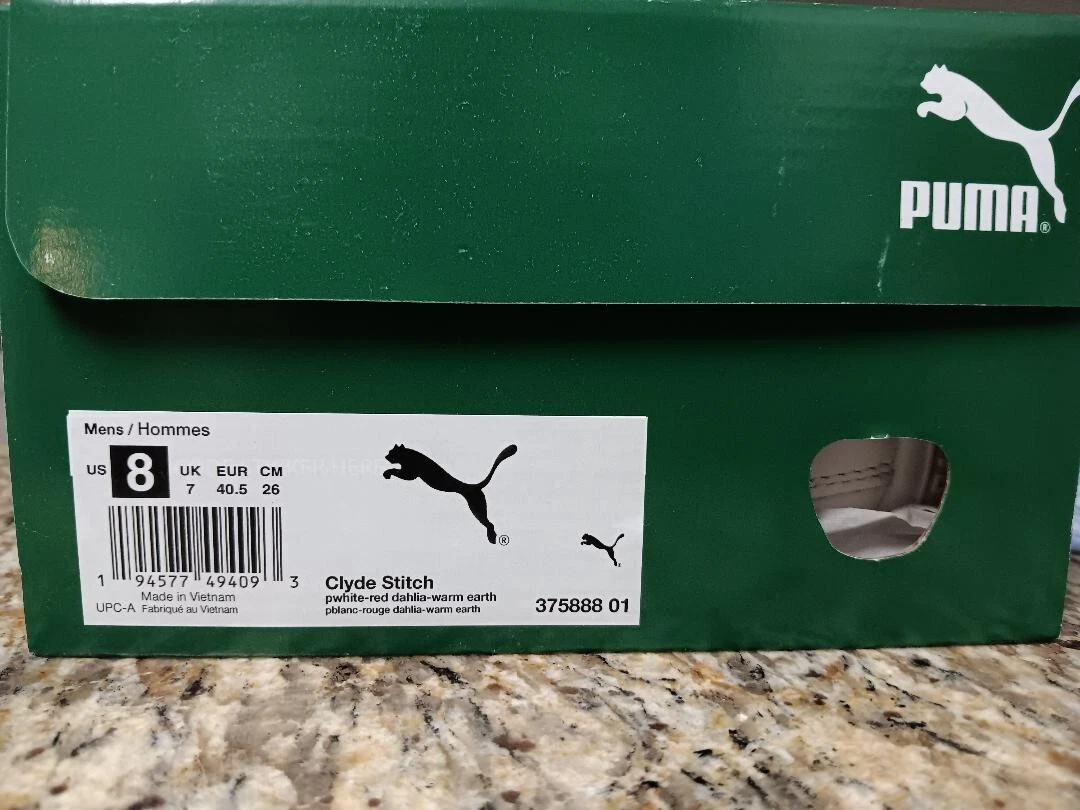 PUMA®
Mens / Hommes
US 8 UK EUR CM
7 40.5 26
1 94577 49409 3
Made in Vietnam
UPC-A Fabriqué au Vietnam
®
Clyde Stitch
pwhite-red dahlia-warm earth
pblanc-rouge dahlia-warm earth
375888 01